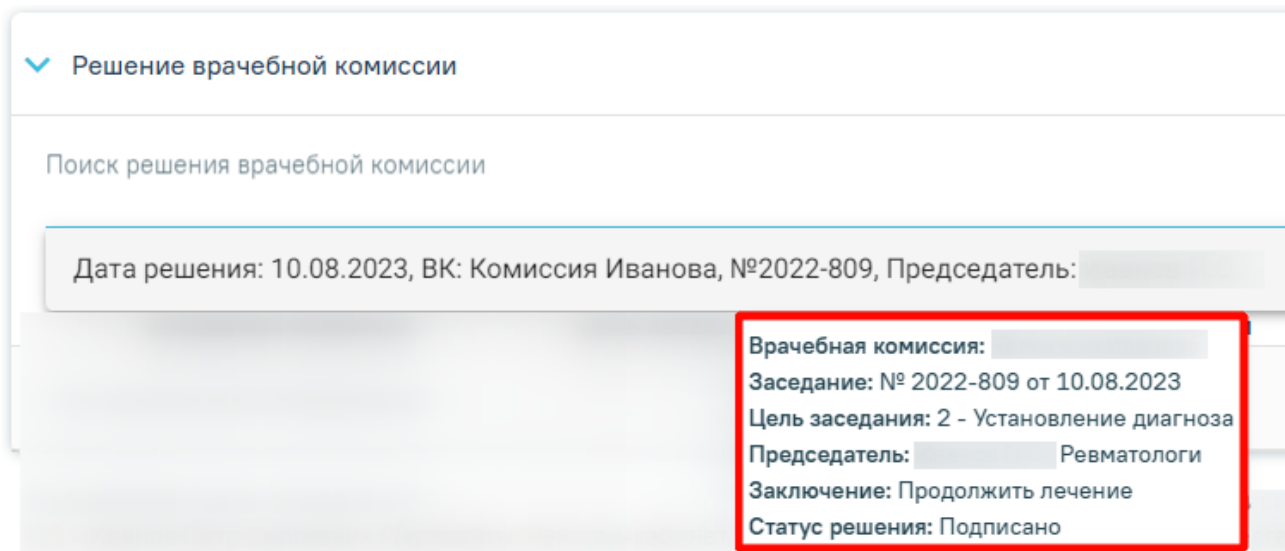 Решение врачебной комиссии
Поиск решения врачебной комиссии
Дата решения: 10.08.2023, ВК: Комиссия Иванова, №2022-809, Председатель:
Врачебная комиссия:
Заседание: № 2022-809 от 10.08.2023
Цель заседания: 2 - Установление диагноза
Председатель: Ревматологи
Заключение: Продолжить лечение
Статус решения: Подписано